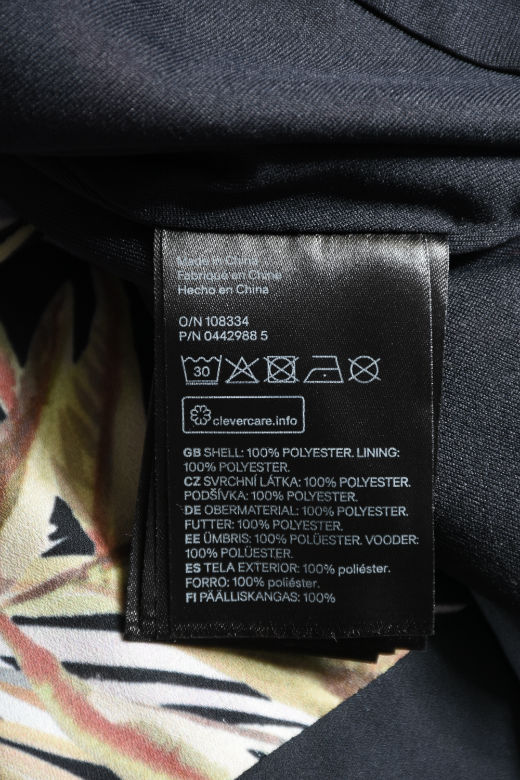 Made in China
Fabriqué en China
Hecho en China
O/N 108334
P/N 0442988 5
30
clevercare.info
GB SHELL: 100% POLYESTER. LINING:
100% POLYESTER.
CZ SVRCHNÍ LÁTKA: 100% POLYESTER.
PODŠÍVKA: 100% POLYESTER.
DE OBERMATERIAL: 100% POLYESTER.
FUTTER: 100% POLYESTER.
EE ÜMBRIS: 100% POLÜESTER. VOODER:
100% POLÜESTER.
ES TELA EXTERIOR: 100% poliéster.
FORRO: 100% poliéster.
FI PÄÄLLISKANGAS: 100%